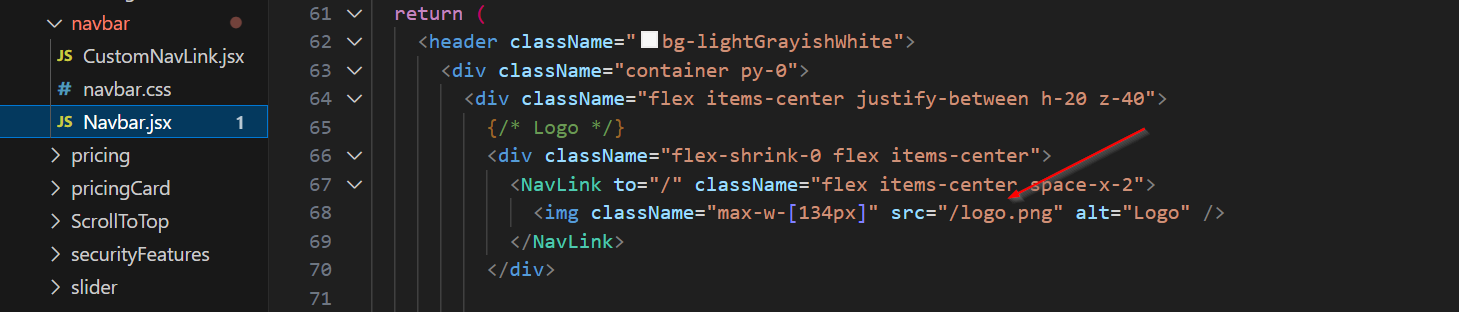 navbar
JS CustomNavLink.jsx
# navbar.css
JS Navbar.jsx 1
pricing
pricingCard
ScrollToTop
securityFeatures
slider
61 return (
62 <header className="bg-lightGrayishWhite">
63 <div className="container py-0">
64 <div className="flex items-center justify-between h-20 z-40">
65 {/* Logo */}
66 <div className="flex-shrink-0 flex items-center">
67 <NavLink to="/" className="flex items-center space-x-2">
68 <img className="max-w-[134px]" src="/logo.png" alt="Logo" />
69 </NavLink>
70 </div>
71